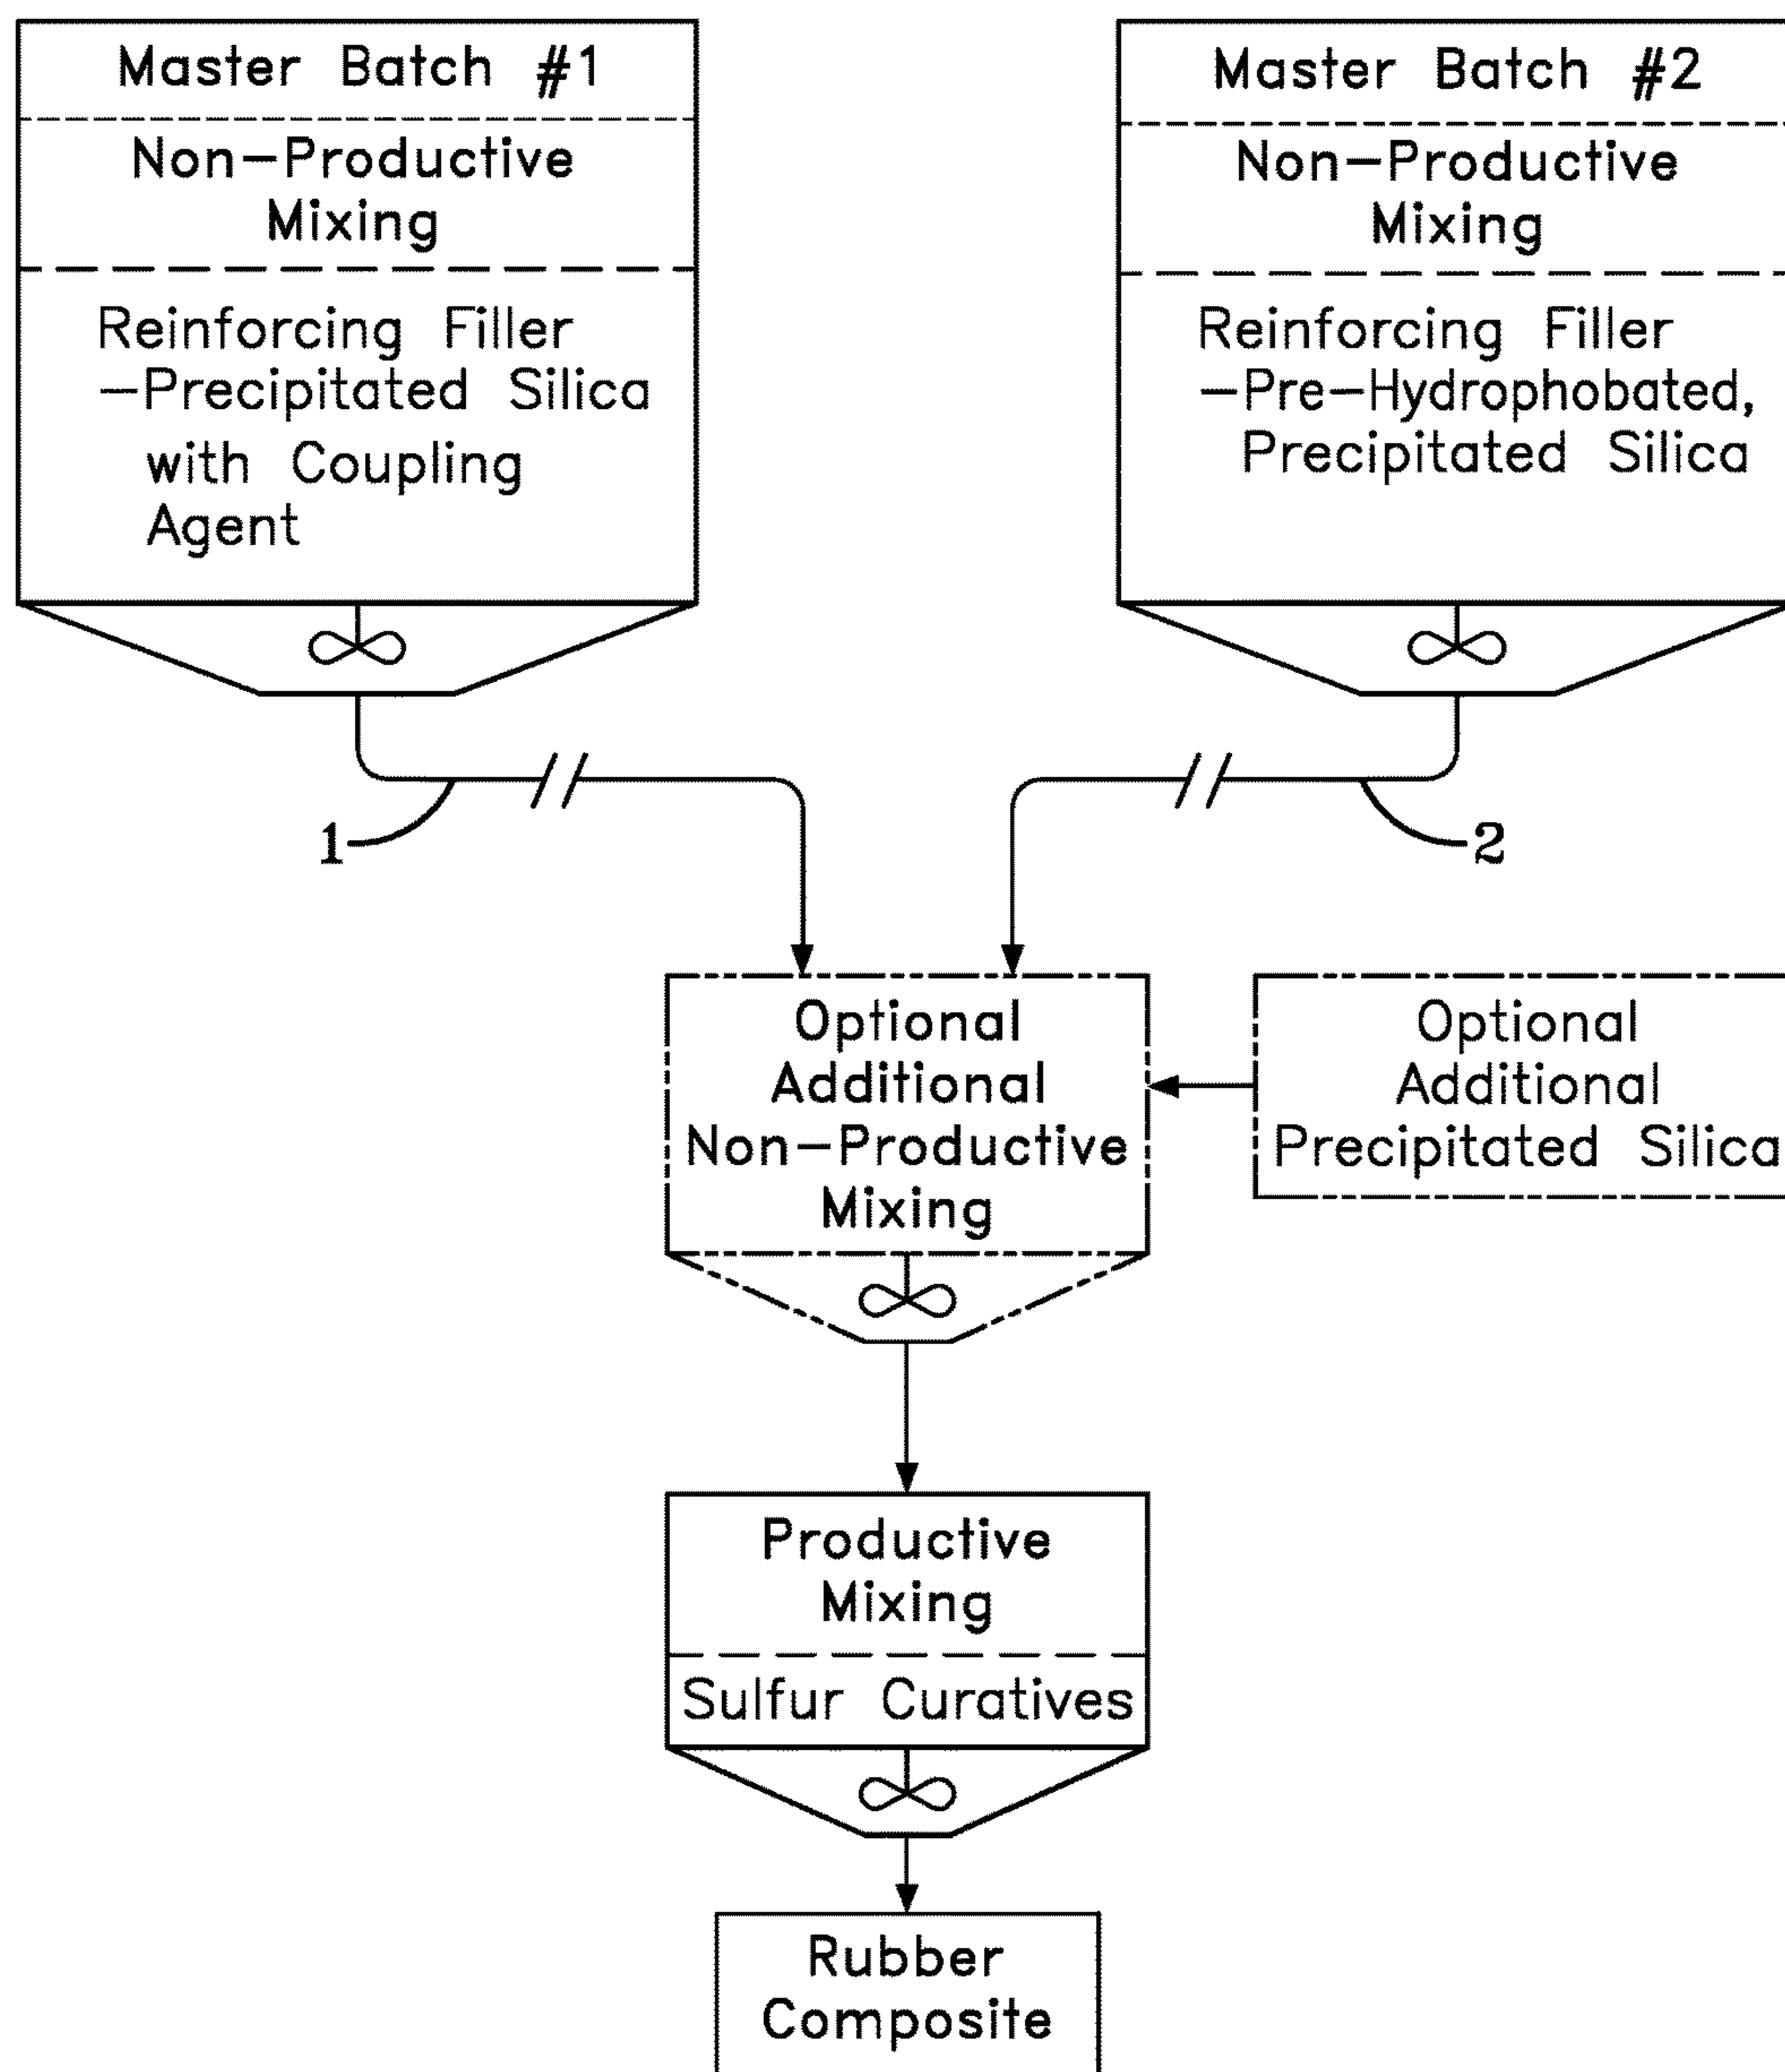 Master Batch #1
Non-Productive
Mixing
Reinforcing Filler
-Precipitated Silica
with Coupling
Agent
Master Batch #2
Non-Productive
Mixing
Reinforcing Filler
-Pre-Hydrophobated,
Precipitated Silica
1
2
Optional
Additional
Non-Productive
Mixing
Optional
Additional
Precipitated Silica
Productive
Mixing
Sulfur Curatives
Rubber
Composite